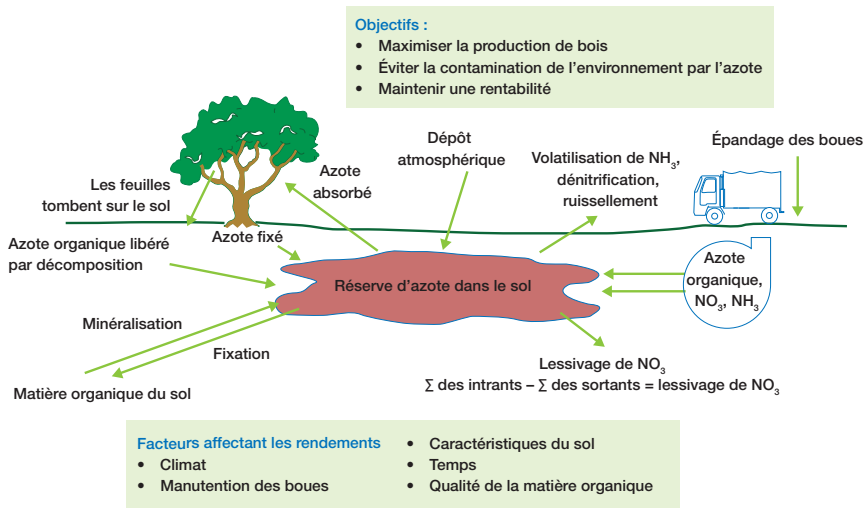 Objectifs :
• Maximiser la production de bois
• Éviter la contamination de l'environnement par l'azote
• Maintenir une rentabilité
Les feuilles
tombent sur le sol
Azote
absorbé
Dépôt
atmosphérique
Volatilisation de NH₃,
dénitrification,
ruissellement
Épandage des boues
Azote organique libéré
par décomposition
Azote fixé
Réserve d'azote dans le sol
Azote
organique,
NO₃, NH₃
Minéralisation
Fixation
Matière organique du sol
Lessivage de NO₃
∑ des intrants – ∑ des sortants = lessivage de NO₃
Facteurs affectant les rendements
• Climat
• Manutention des boues
• Caractéristiques du sol
• Temps
• Qualité de la matière organique